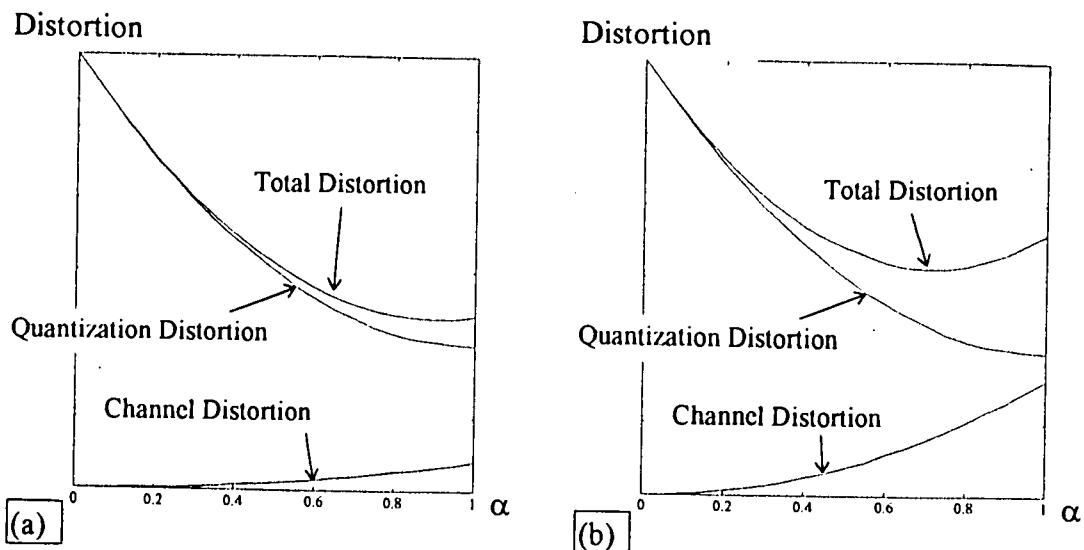 Distortion
Total Distortion
Quantization Distortion
Channel Distortion
0 0.2 0.4 0.6 0.8 1 α
(a)
Distortion
Total Distortion
Quantization Distortion
Channel Distortion
0 0.2 0.4 0.6 0.8 1 α
(b)